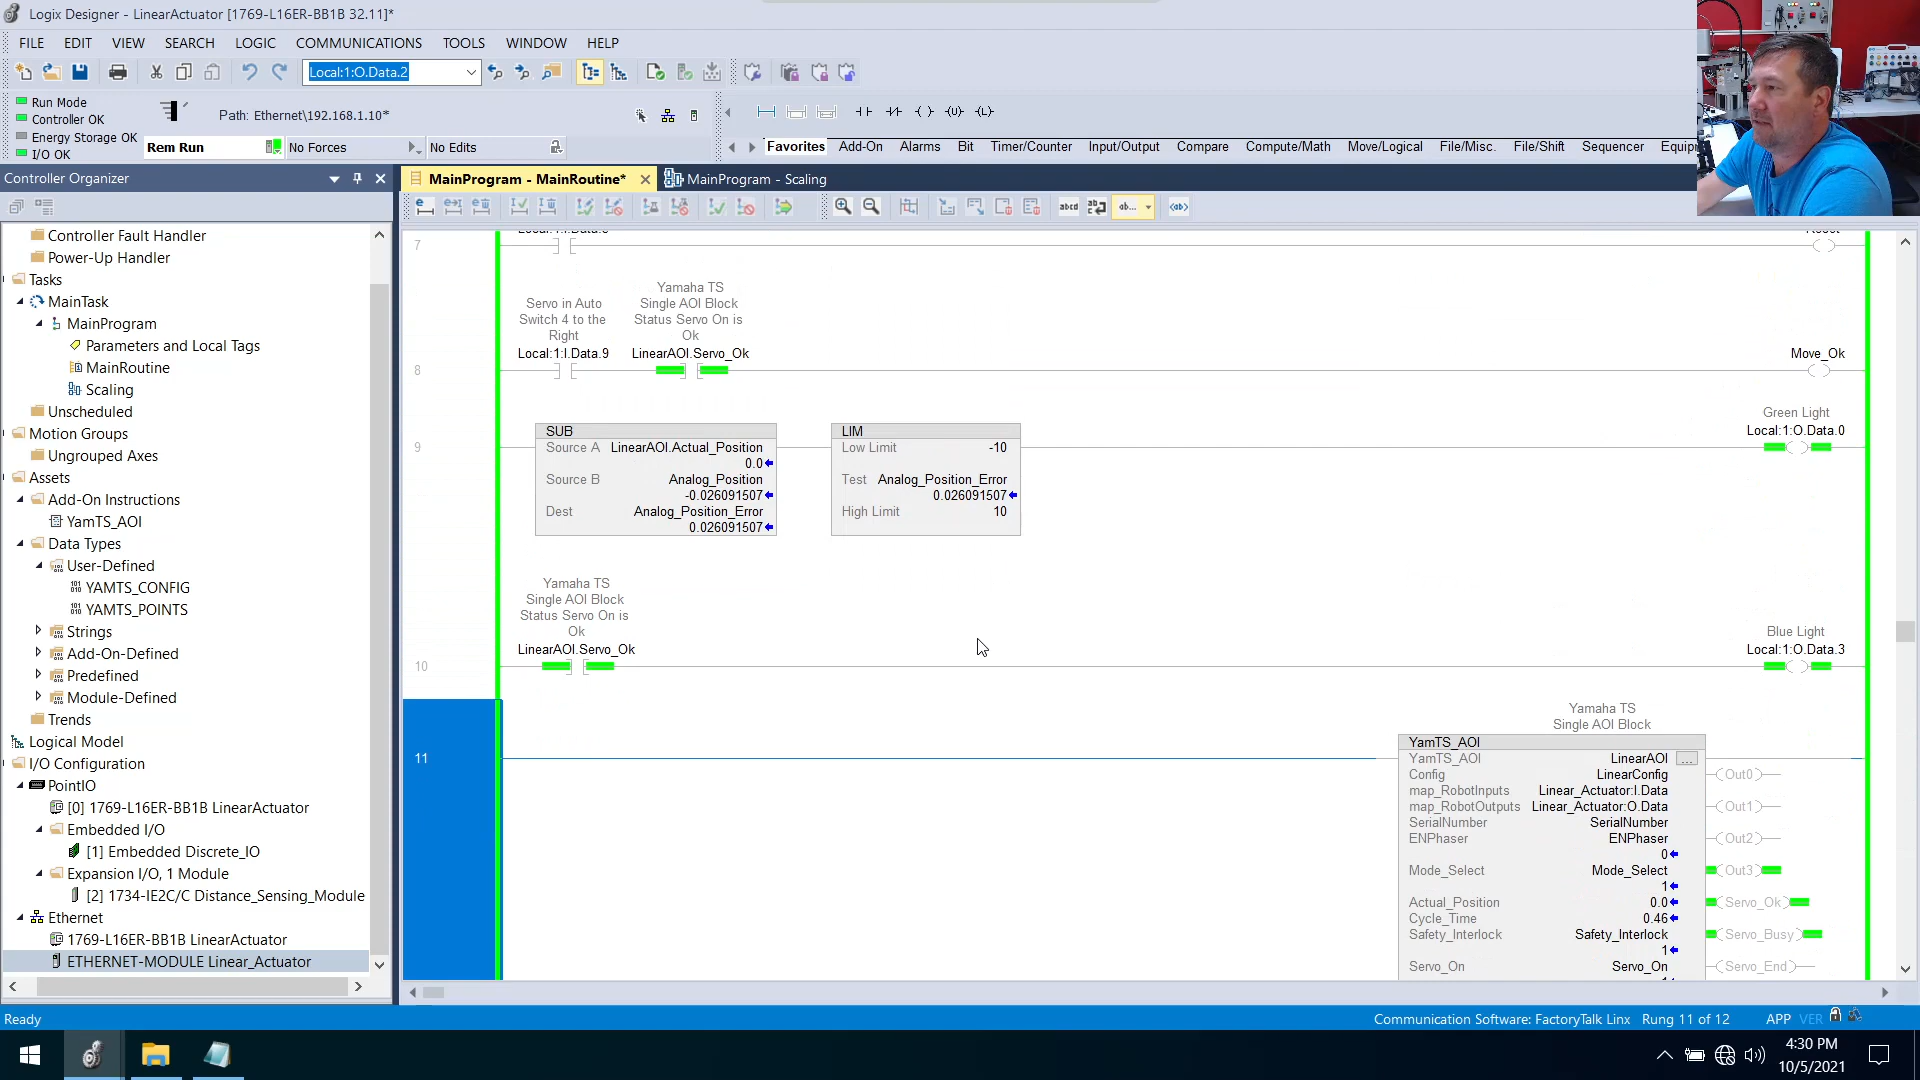 Logix Designer - LinearActuator [1769-L16ER-BB1B 32.11]*
FILE EDIT VIEW SEARCH LOGIC COMMUNICATIONS TOOLS WINDOW HELP
Local:1:O.Data.2
Run Mode
Controller OK
Energy Storage OK
I/O OK
Path: Ethernet\192.168.1.10*
Rem Run
No Forces
No Edits
Favorites Add-On Alarms Bit Timer/Counter Input/Output Compare Compute/Math Move/Logical File/Misc. File/Shift Sequencer Equip
Controller Organizer
MainProgram - MainRoutine*
MainProgram - Scaling
Controller Fault Handler
Power-Up Handler
Tasks
MainTask
MainProgram
Parameters and Local Tags
MainRoutine
Scaling
Unscheduled
Motion Groups
Ungrouped Axes
Assets
Add-On Instructions
YamTS_AOI
Data Types
User-Defined
YAMTS_CONFIG
YAMTS_POINTS
Strings
Add-On-Defined
Predefined
Module-Defined
Trends
Logical Model
I/O Configuration
PointIO
[0] 1769-L16ER-BB1B LinearActuator
Embedded I/O
[1] Embedded Discrete_IO
Expansion I/O, 1 Module
[2] 1734-IE2C/C Distance_Sensing_Module
Ethernet
1769-L16ER-BB1B LinearActuator
ETHERNET-MODULE Linear_Actuator
7
Servo in Auto
Switch 4 to the
Right
Local:1:I.Data.9
Yamaha TS
Single AOI Block
Status Servo On is
Ok
LinearAOI.Servo_Ok
Move_Ok
8
9
SUB
Source A LinearAOI.Actual_Position
0.0
Source B Analog_Position
-0.026091507
Dest Analog_Position_Error
0.026091507
LIM
Low Limit -10
Test Analog_Position_Error
0.026091507
High Limit 10
Green Light
Local:1:O.Data.0
Yamaha TS
Single AOI Block
Status Servo On is
Ok
LinearAOI.Servo_Ok
10
Blue Light
Local:1:O.Data.3
11
Yamaha TS
Single AOI Block
YamTS_AOI
YamTS_AOI LinearAOI ...
Config LinearConfig
map_RobotInputs Linear_Actuator:I.Data
map_RobotOutputs Linear_Actuator:O.Data
SerialNumber SerialNumber
ENPhaser ENPhaser
0
Mode_Select Mode_Select
1
Actual_Position 0.0
Cycle_Time 0.46
Safety_Interlock Safety_Interlock
1
Servo_On Servo_On
Out0
Out1
Out2
Out3
Servo_Ok
Servo_Busy
Servo_End
Ready
Communication Software: FactoryTalk Linx
Rung 11 of 12
APP VER
4:30 PM
10/5/2021